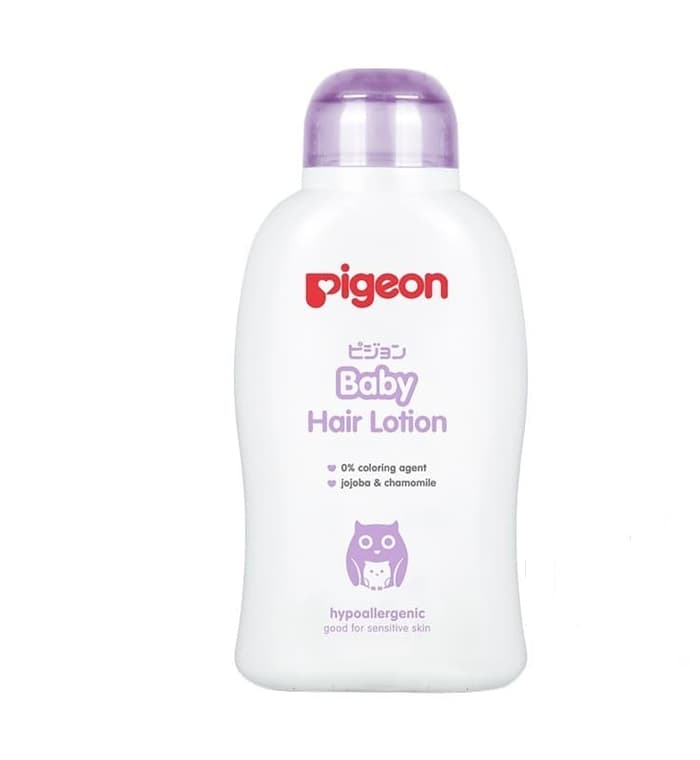 pigeon
ピジョン
Baby
Hair Lotion
0% coloring agent
jojoba & chamomile
hypoallergenic
good for sensitive skin